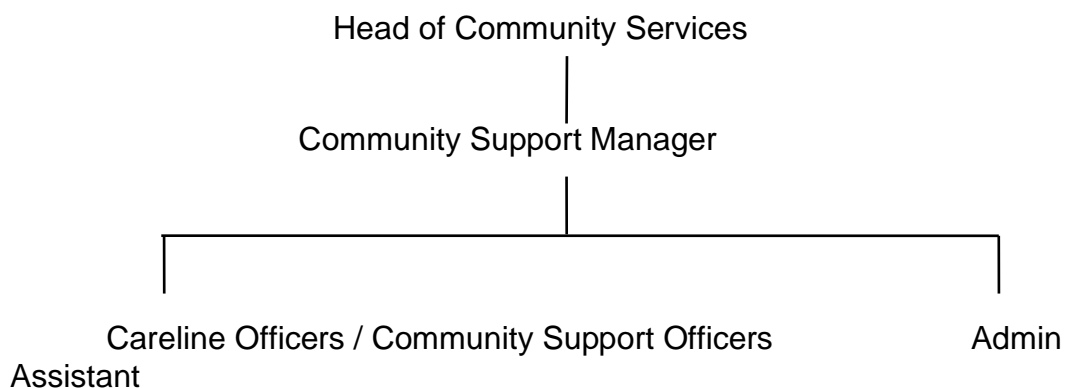 Head of Community Services
Community Support Manager
Careline Officers / Community Support Officers Admin
Assistant